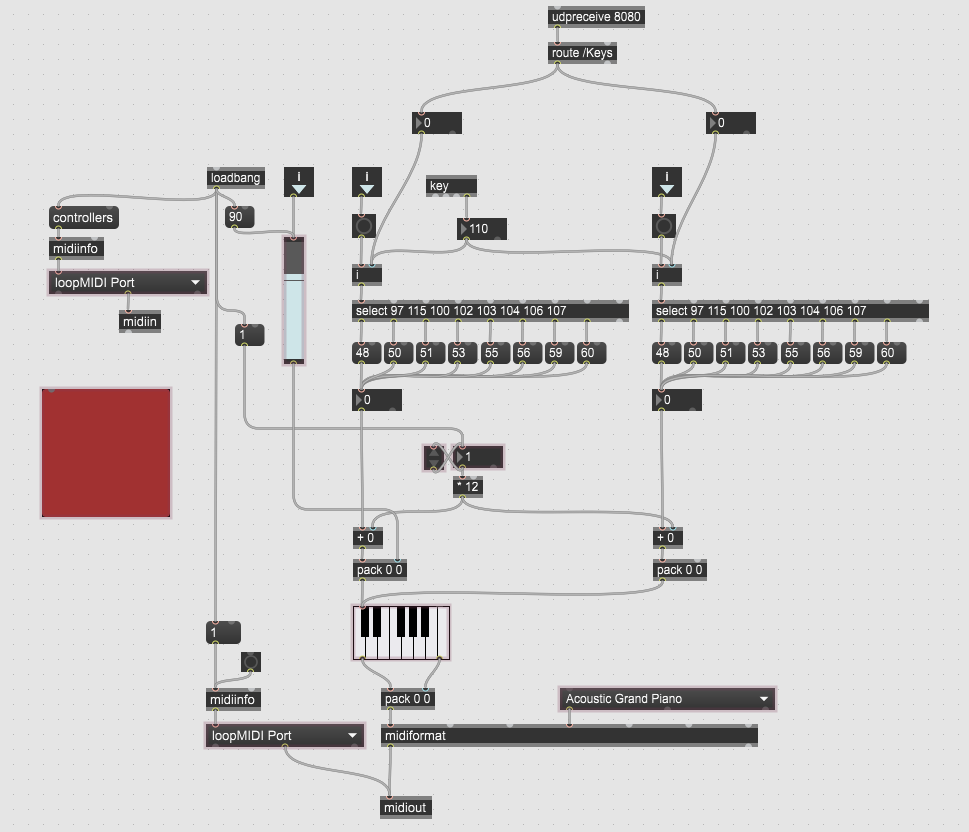 udpreceive 8080
route /Keys
0
0
loadbang
i
i
key
i
controllers
90
110
midiinfo
i
i
loopMIDI Port
select 97 115 100 102 103 104 106 107
select 97 115 100 102 103 104 106 107
midiin
1
48 50 51 53 55 56 59 60
48 50 51 53 55 56 59 60
0
0
1
* 12
+ 0
+ 0
pack 0 0
pack 0 0
1
midiinfo
pack 0 0
Acoustic Grand Piano
loopMIDI Port
midiformat
midiout